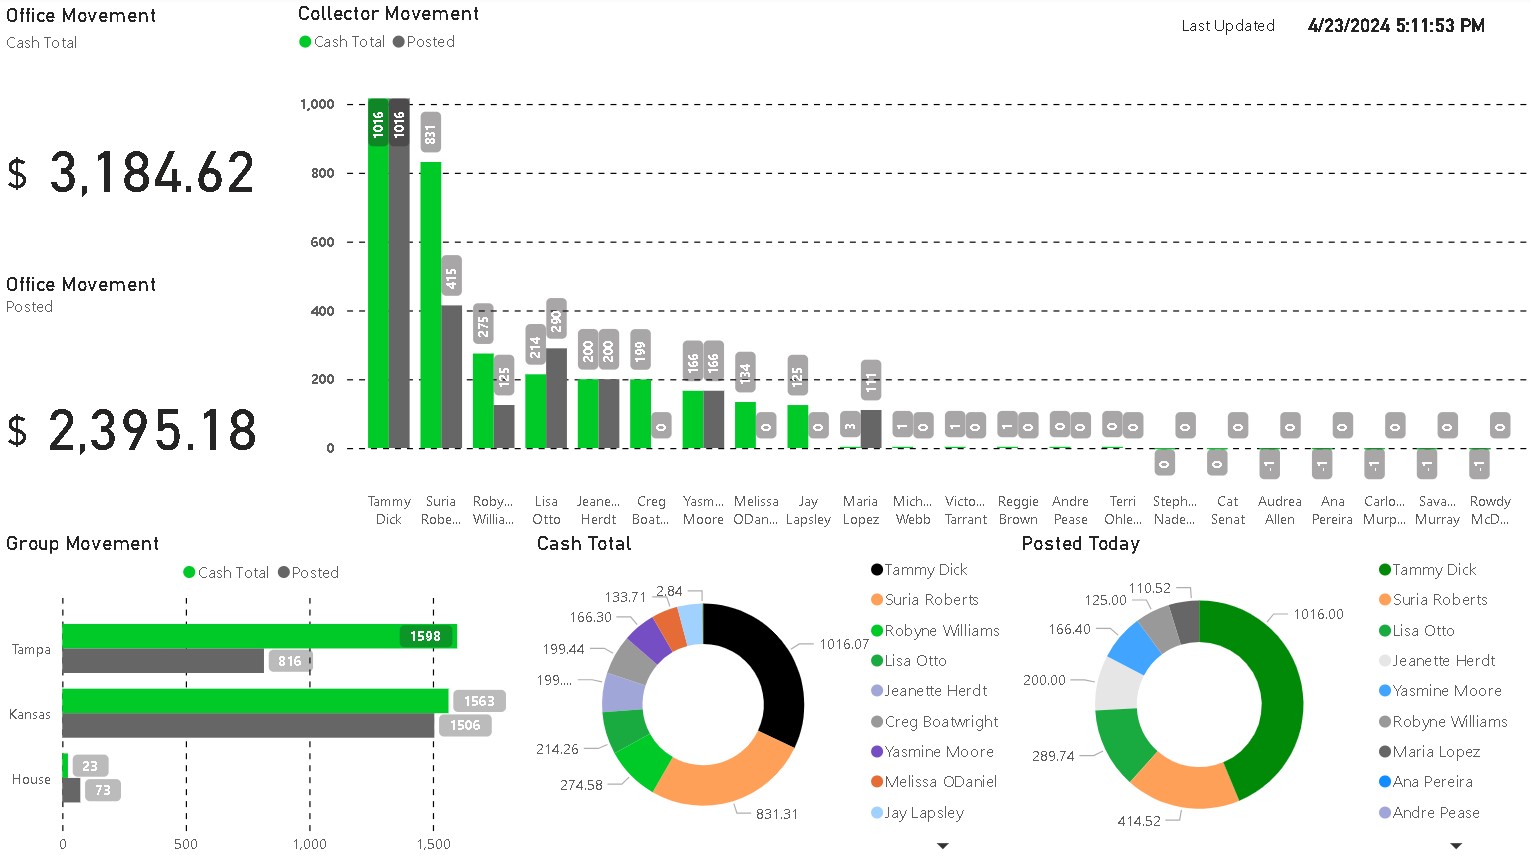 Office Movement
Cash Total
$ 3,184.62
Office Movement
Posted
$ 2,395.18
Collector Movement
Cash Total Posted
Last Updated 4/23/2024 5:11:53 PM
1,000
800
600
400
200
0
1016 1016 831 415 275 125 214 290 200 200 199 0 166 166 134 0 125 0 3 111 1 0 1 0 1 0 0 0 0 0 0 0 0 0 -1 0 -1 0 -1 0 -1 0 -1 0
Tammy Dick
Suria Robe...
Roby... Willia...
Lisa Otto
Jeane... Herdt
Creg Boat...
Yasm... Moore
Melissa ODan...
Jay Lapsley
Maria Lopez
Mich... Webb
Victo... Tarrant
Reggie Brown
Andre Pease
Terri Ohle...
Steph... Nade...
Cat Senat
Audrea Allen
Ana Pereira
Carlo... Murp...
Sava... Murray
Rowdy McD...
Group Movement
Cash Total Posted
Tampa
1598
816
Kansas
1563
1506
House
23
73
0 500 1,000 1,500
Cash Total
1016.07
831.31
274.58
214.26
199....
199.44
166.30
133.71
2.84
Tammy Dick
Suria Roberts
Robyne Williams
Lisa Otto
Jeanette Herdt
Creg Boatwright
Yasmine Moore
Melissa ODaniel
Jay Lapsley
Posted Today
1016.00
414.52
289.74
200.00
166.40
125.00
110.52
Tammy Dick
Suria Roberts
Lisa Otto
Jeanette Herdt
Yasmine Moore
Robyne Williams
Maria Lopez
Ana Pereira
Andre Pease